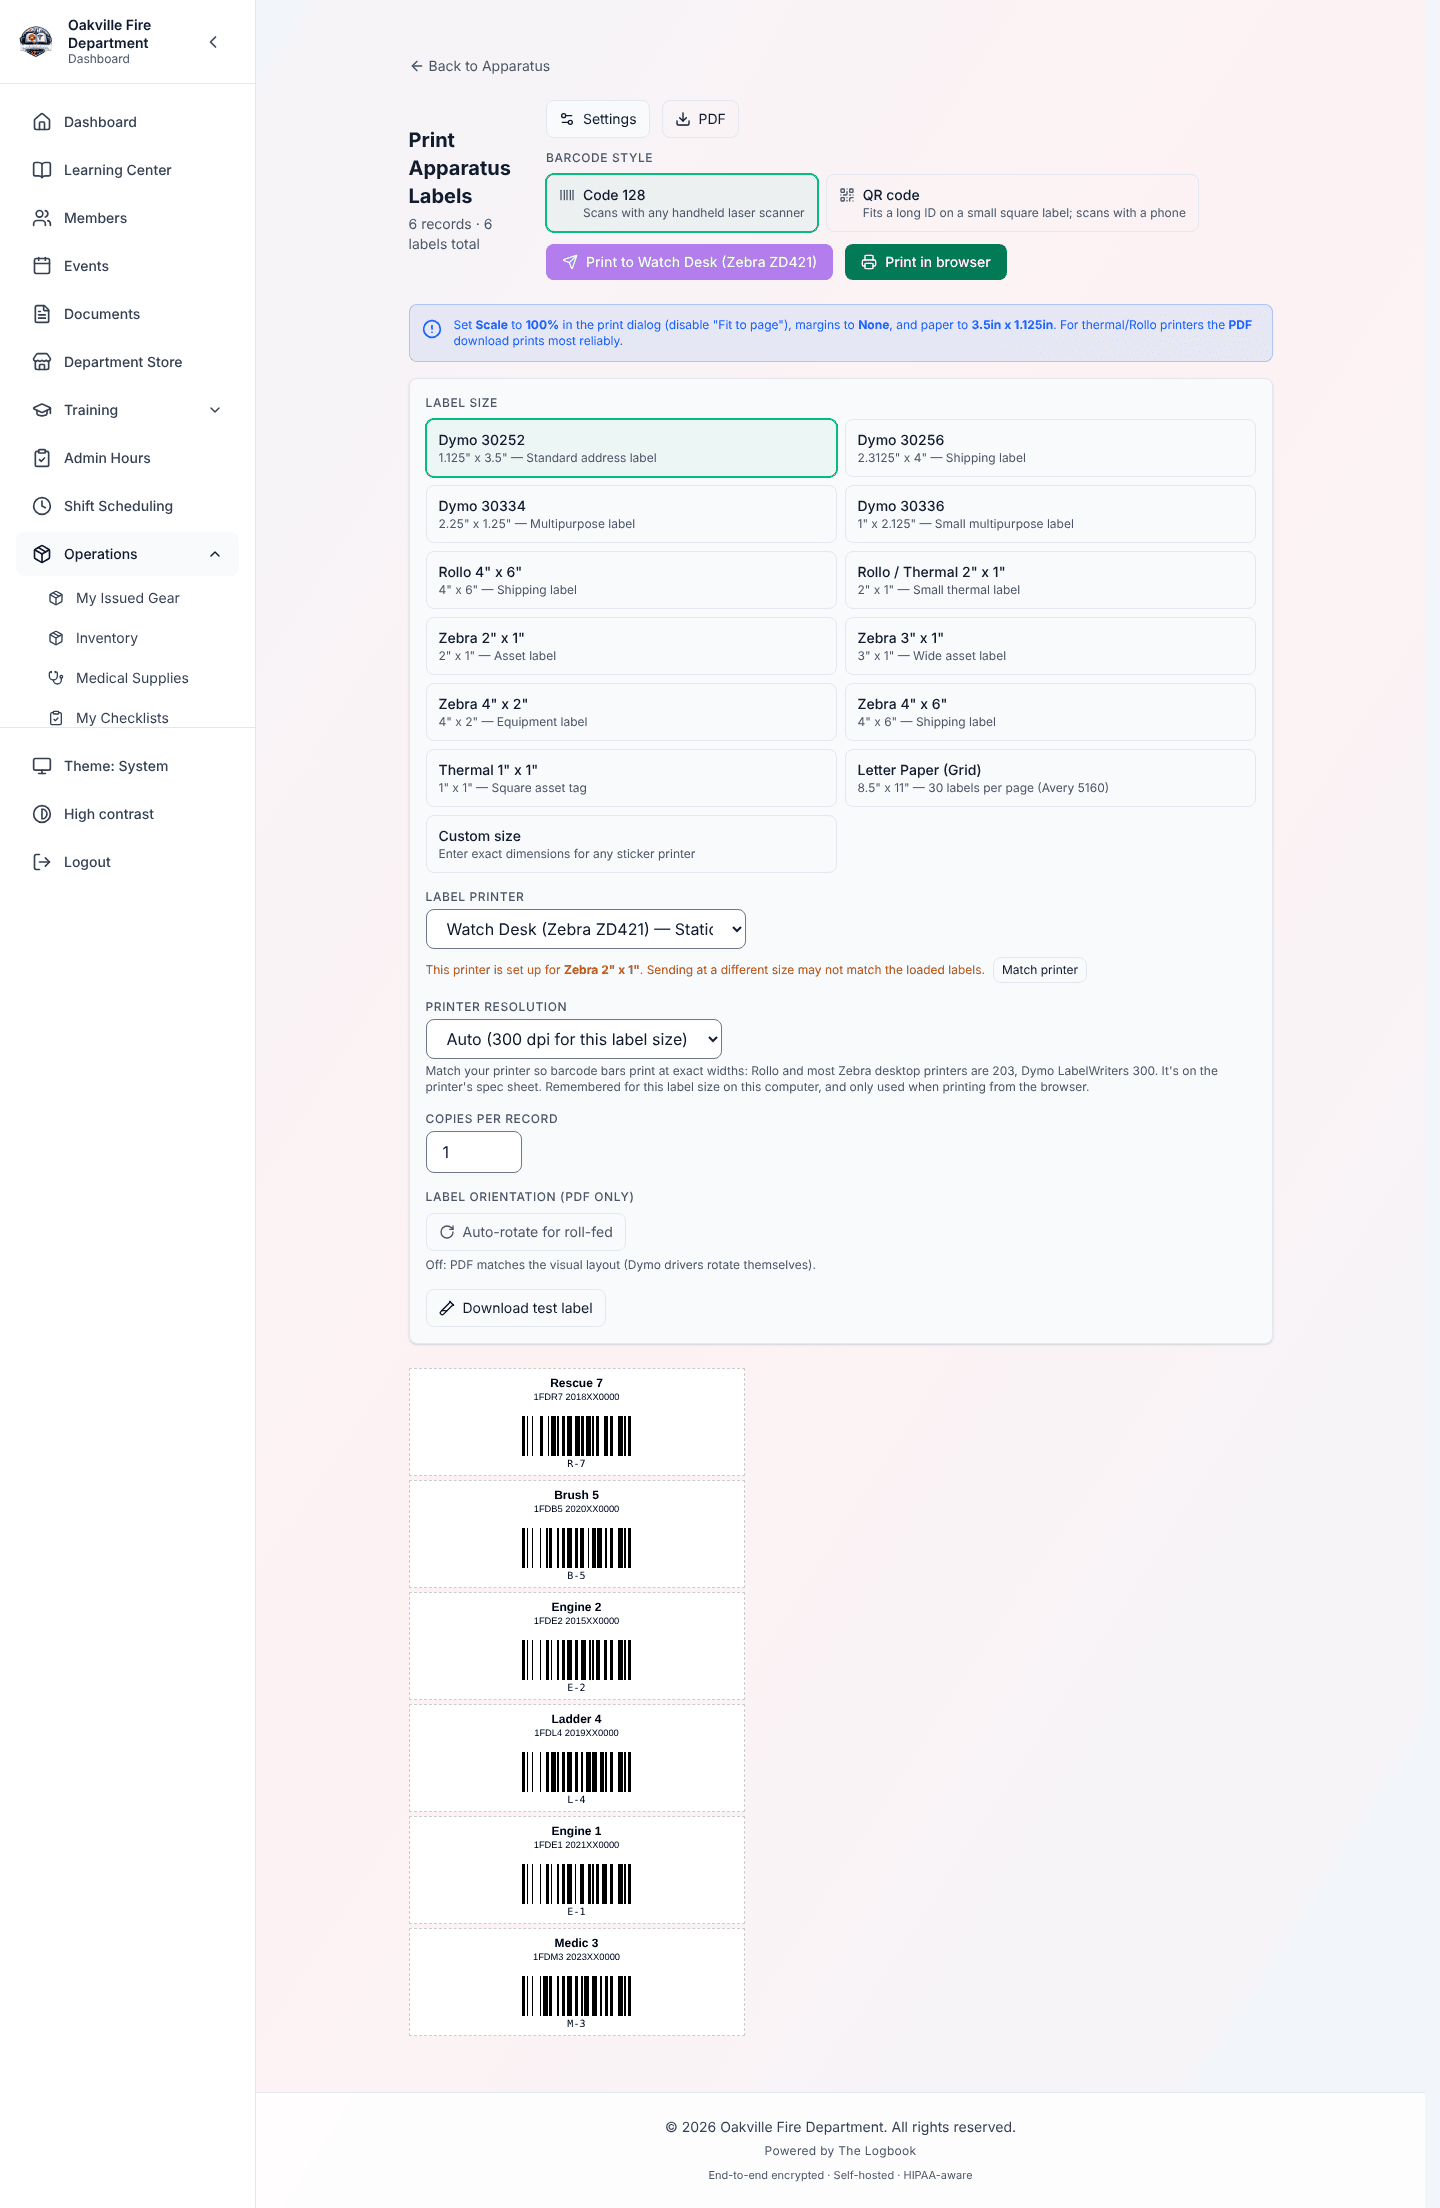 Oakville Fire
Department
Dashboard
Dashboard
Learning Center
Members
Events
Documents
Department Store
Training
Admin Hours
Shift Scheduling
Operations
My Issued Gear
Inventory
Medical Supplies
My Checklists
Theme: System
High contrast
Logout
Back to Apparatus
Print
Apparatus
Labels
6 records · 6
labels total
Settings
PDF
BARCODE STYLE
Code 128
Scans with any handheld laser scanner
QR code
Fits a long ID on a small square label; scans with a phone
Print to Watch Desk (Zebra ZD421)
Print in browser
Set Scale to 100% in the print dialog (disable "Fit to page"), margins to None, and paper to 3.5in x 1.125in. For thermal/Rollo printers the PDF
download prints most reliably.
LABEL SIZE
Dymo 30252
1.125" x 3.5" — Standard address label
Dymo 30256
2.3125" x 4" — Shipping label
Dymo 30334
2.25" x 1.25" — Multipurpose label
Dymo 30336
1" x 2.125" — Small multipurpose label
Rollo 4" x 6"
4" x 6" — Shipping label
Rollo / Thermal 2" x 1"
2" x 1" — Small thermal label
Zebra 2" x 1"
2" x 1" — Asset label
Zebra 3" x 1"
3" x 1" — Wide asset label
Zebra 4" x 2"
4" x 2" — Equipment label
Zebra 4" x 6"
4" x 6" — Shipping label
Thermal 1" x 1"
1" x 1" — Square asset tag
Letter Paper (Grid)
8.5" x 11" — 30 labels per page (Avery 5160)
Custom size
Enter exact dimensions for any sticker printer
LABEL PRINTER
Watch Desk (Zebra ZD421) — Static
This printer is set up for Zebra 2" x 1". Sending at a different size may not match the loaded labels.
Match printer
PRINTER RESOLUTION
Auto (300 dpi for this label size)
Match your printer so barcode bars print at exact widths: Rollo and most Zebra desktop printers are 203, Dymo LabelWriters 300. It's on the
printer's spec sheet. Remembered for this label size on this computer, and only used when printing from the browser.
COPIES PER RECORD
1
LABEL ORIENTATION (PDF ONLY)
Auto-rotate for roll-fed
Off: PDF matches the visual layout (Dymo drivers rotate themselves).
Download test label
Rescue 7
1FDR7 2018XX0000
R-7
Brush 5
1FDB5 2020XX0000
B-5
Engine 2
1FDE2 2015XX0000
E-2
Ladder 4
1FDL4 2019XX0000
L-4
Engine 1
1FDE1 2021XX0000
E-1
Medic 3
1FDM3 2023XX0000
M-3
© 2026 Oakville Fire Department. All rights reserved.
Powered by The Logbook
End-to-end encrypted · Self-hosted · HIPAA-aware